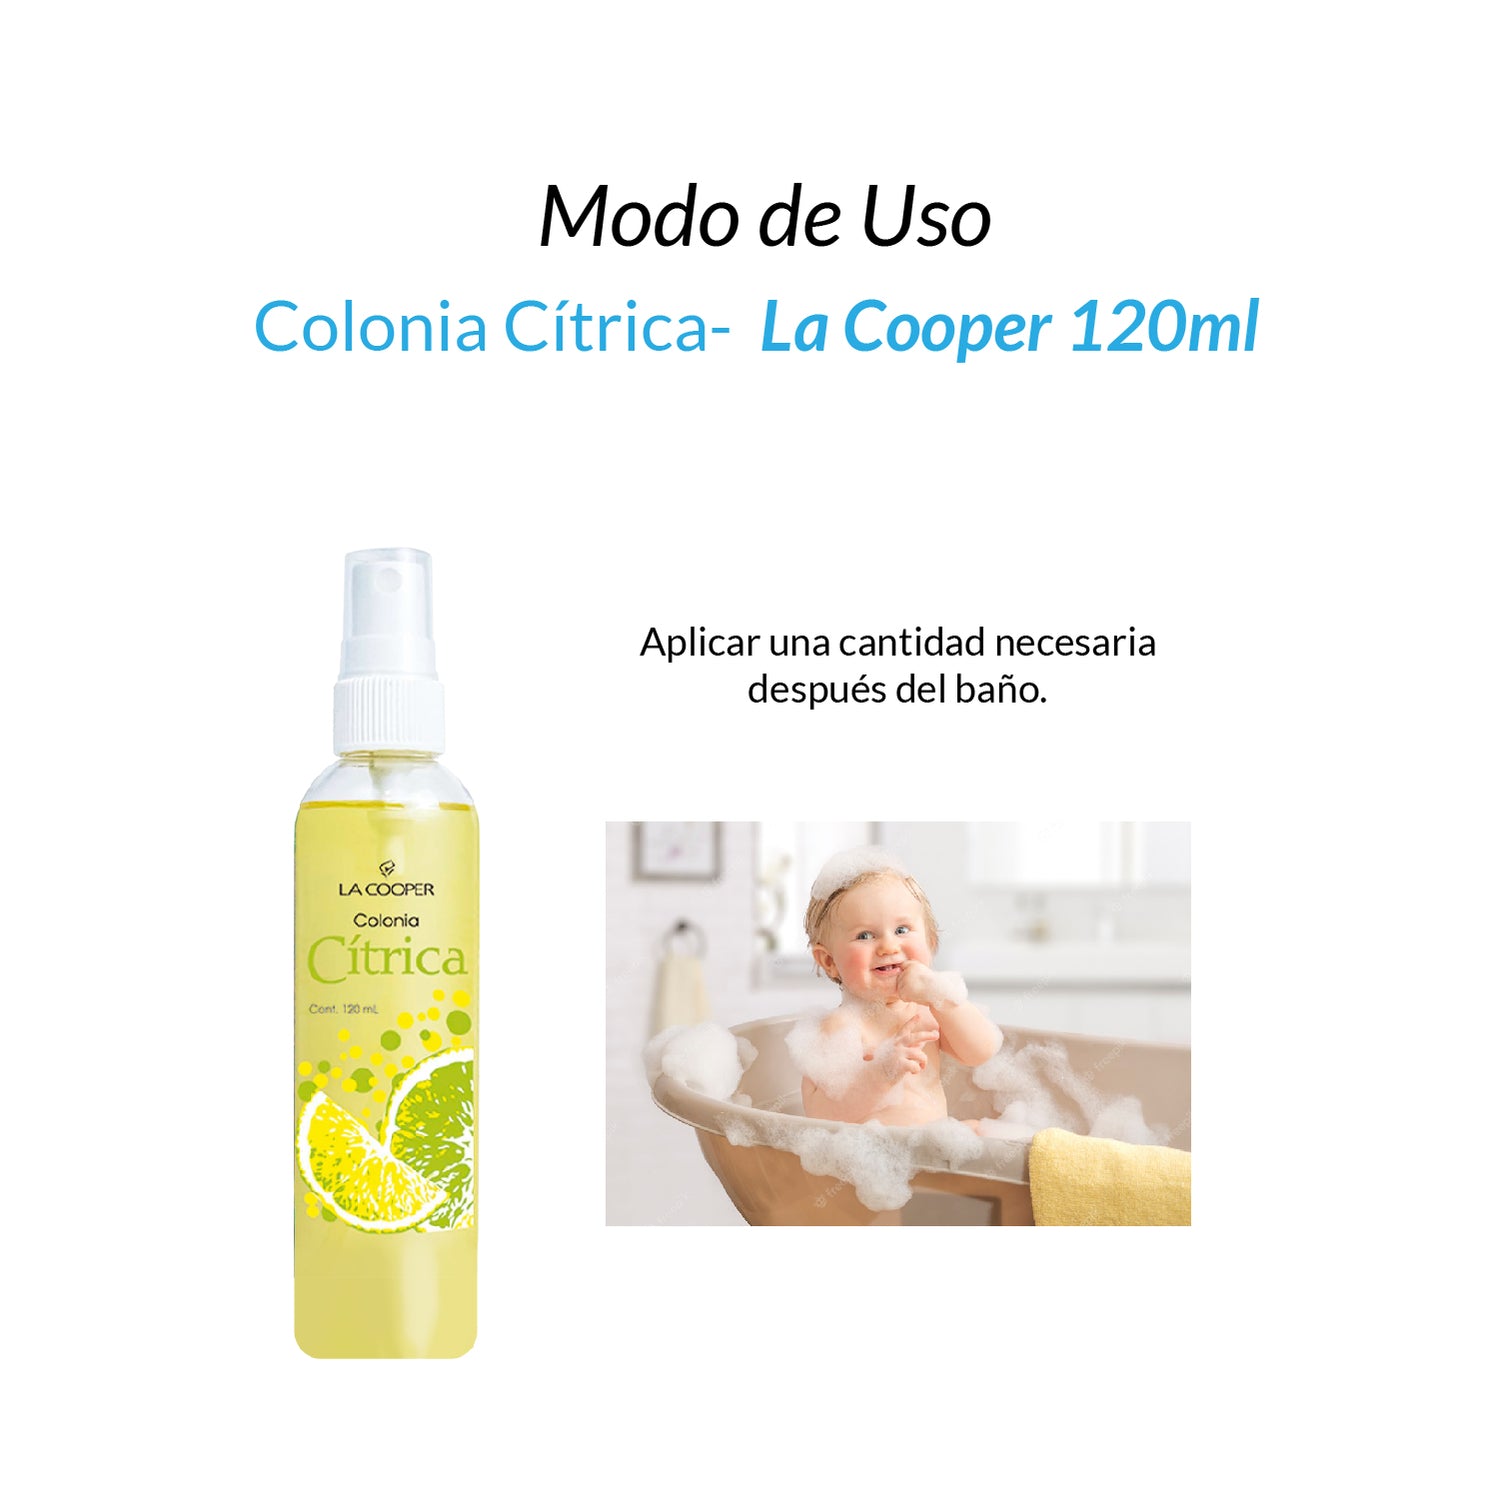 Modo de Uso
Colonia Cítrica- La Cooper 120ml
Aplicar una cantidad necesaria
después del baño.
LA COOPER
Colonia
Cítrica
Cont. 120 mL